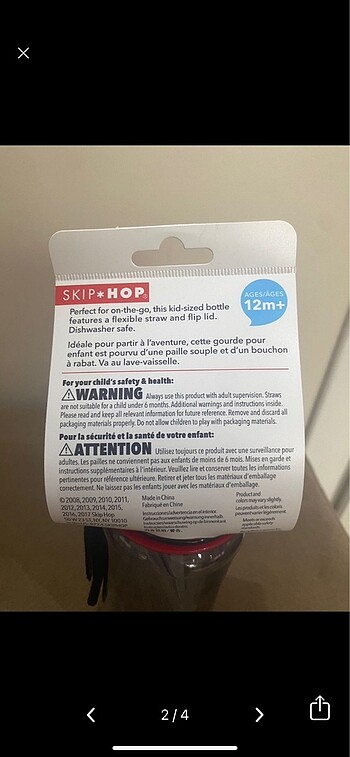 SKIP*HOP
AGES/ÂGES
12m+
Perfect for on-the-go, this kid-sized bottle
features a flexible straw and flip lid.
Dishwasher safe.
Idéale pour partir à l'aventure, cette gourde pour
enfant est pourvu d'une paille souple et d'un bouchon
à rabat. Va au lave-vaisselle.
For your child's safety & health:
WARNING Always use this product with adult supervision. Straws
are not suitable for a child under 6 months. Additional warnings and instructions inside.
Please read and keep all relevant information for future reference. Remove and discard all
packaging materials properly. Do not allow children to play with packaging materials.
Pour la sécurité et la santé de votre enfant:
ATTENTION Utilisez toujours ce produit avec une surveillance pour
adultes. Les pailles ne conviennent pas aux enfants de moins de 6 mois. Mises en garde et
instructions supplémentaires à l'intérieur. Veuillez lire et conserver toutes les informations
pertinentes pour référence ultérieure. Retirer et jeter tous les matériaux d'emballage
correctement. Ne laissez pas les enfants jouer avec les matériaux d'emballage.
©2008, 2009, 2010, 2011,
2012, 2013, 2014, 2015,
2016, 2017 Skip Hop
50 W 23 ST, NY, NY 10010
Made in China
Fabriqué en Chine
Product and
colors may vary slightly.
Les produits et les coloris
peuvent varier légèrement.
2/4